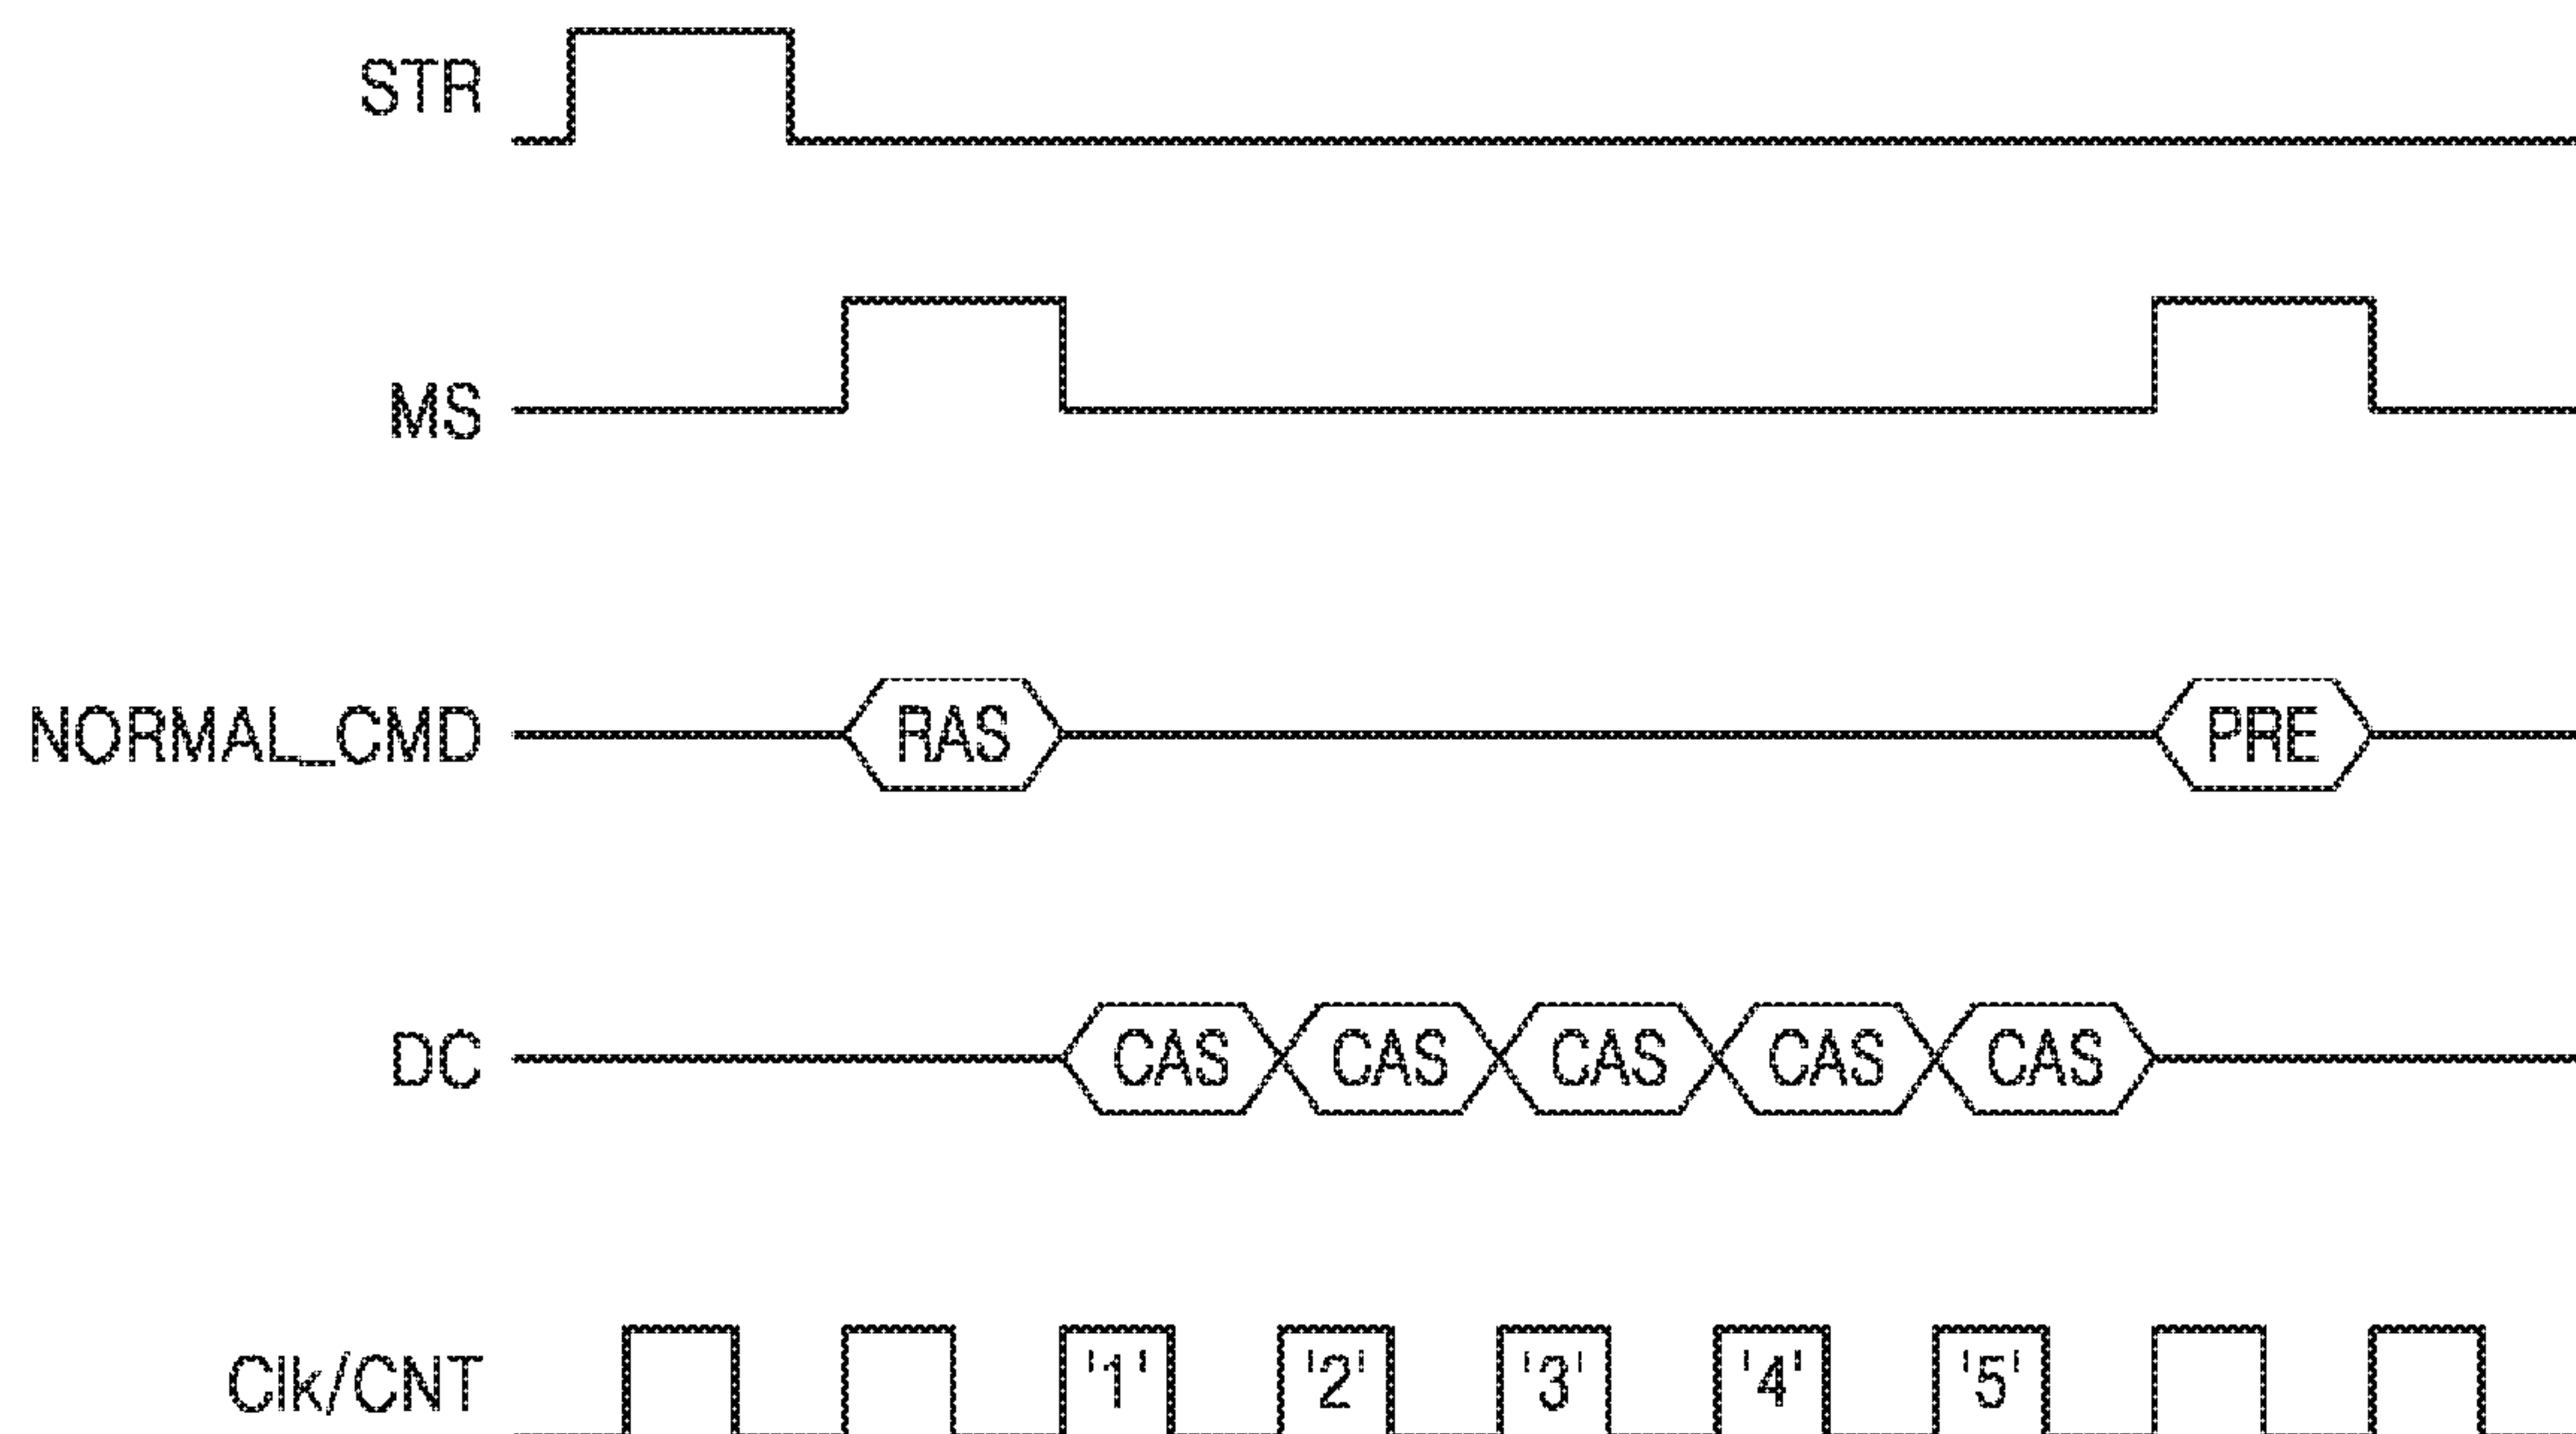 STR
MS
NORMAL_CMD RAS PRE
DC CAS CAS CAS CAS CAS
Clk/CNT '1' '2' '3' '4' '5'